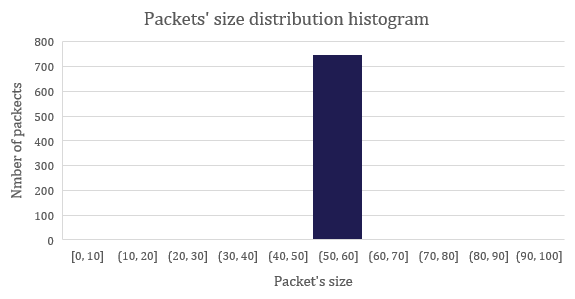 Packets' size distribution histogram
800
700
600
500
400
300
200
100
0
Nmber of packects
[0, 10] (10, 20] (20, 30] (30, 40] (40, 50] (50, 60] (60, 70] (70, 80] (80, 90] (90, 100]
Packet's size